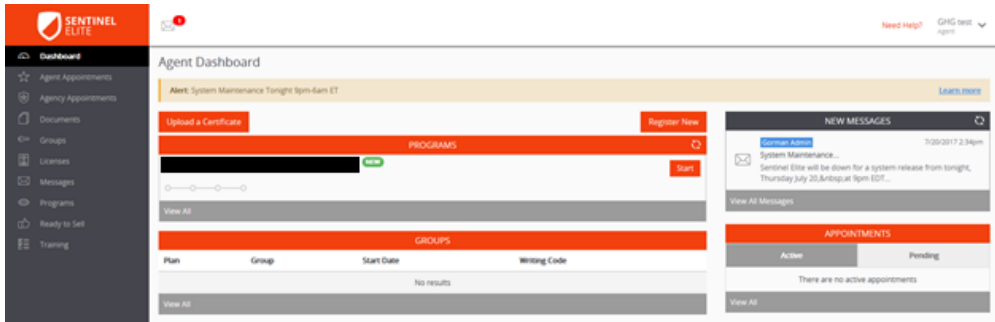 SENTINEL
ELITE
1
Need Help?
GHG test
Agent
Dashboard
Agent Appointments
Agency Appointments
Documents
Groups
Licenses
Messages
Programs
Ready to Sell
Training
Agent Dashboard
Alert: System Maintenance Tonight 9pm-6am ET
Learn more
Upload a Certificate
Register New
PROGRAMS
NEW
Start
View All
GROUPS
Plan Group Start Date Writing Code
No results
View All
NEW MESSAGES
Gorman Admin 7/20/2017 2:34pm
System Maintenance...
Sentinel Elite will be down for a system release from tonight,
Thursday July 20,&nbsp;at 9pm EDT...
View All Messages
APPOINTMENTS
Active Pending
There are no active appointments
View All